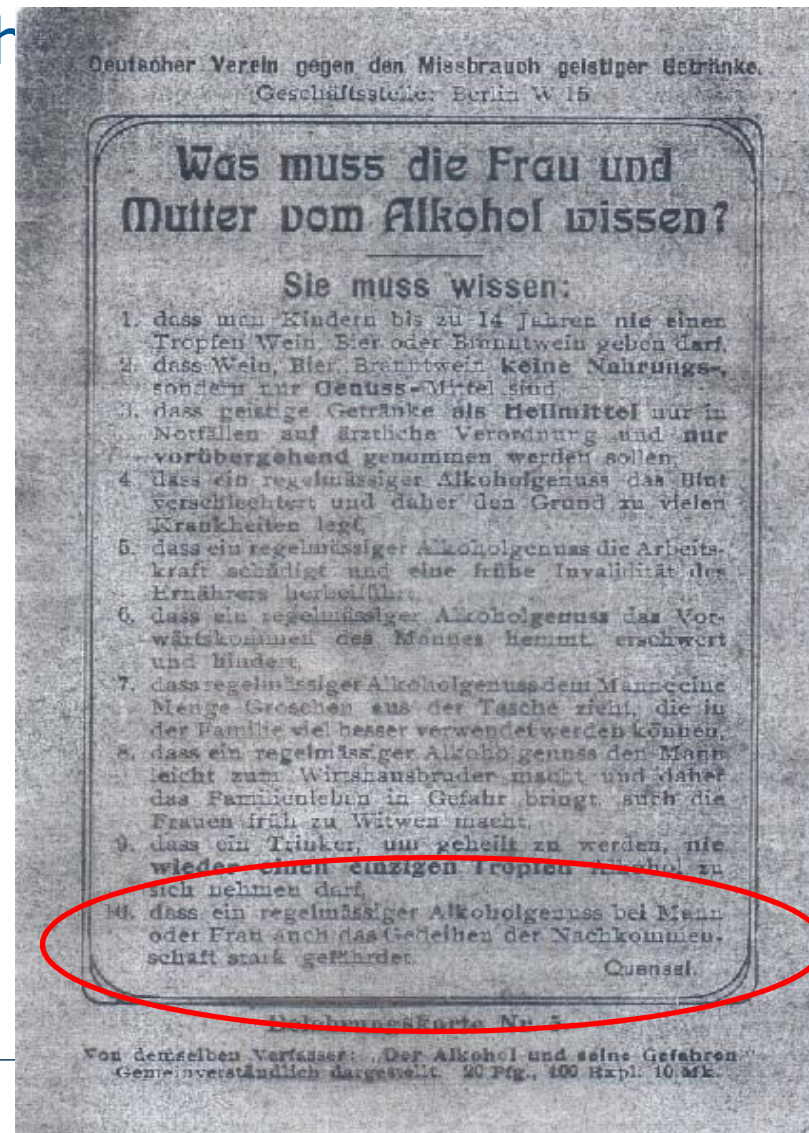 Deutscher Verein gegen den Missbrauch geistiger Getränke.
Geschäftsstelle: Berlin W 15
Was muss die Frau und
Mutter vom Alkohol wissen?
Sie muss wissen:
1. dass man Kindern bis zu 14 Jahren nie einen
Tropfen Wein, Bier oder Branntwein geben darf,
2. dass Wein, Bier, Branntwein keine Nahrungs-,
sondern nur Genuss-Mittel sind,
3. dass geistige Getränke als Heilmittel nur in
Notfällen auf ärztliche Verordnung und nur
vorübergehend genommen werden sollen,
4. dass ein regelmässiger Alkoholgenuss das Blut
verschlechtert und daher den Grund zu vielen
Krankheiten legt,
5. dass ein regelmässiger Alkoholgenuss die Arbeits-
kraft schädigt und eine frühe Invalidität des
Ernährers herbeiführt,
6. dass ein regelmässiger Alkoholgenuss das Vor-
wärtskommen des Mannes hemmt, erschwert
und hindert,
7. dass regelmässiger Alkoholgenuss dem Manne eine
Menge Groschen aus der Tasche zieht, die in
der Familie viel besser verwendet werden können,
8. dass ein regelmässiger Alkoholgenuss den Mann
leicht zum Wirtshausbruder macht und daher
das Familienleben in Gefahr bringt, auch die
Frauen früh zu Witwen macht,
9. dass ein Trinker, um geheilt zu werden, nie
wieder einen einzigen Tropfen Alkohol zu
sich nehmen darf,
10. dass ein regelmässiger Alkoholgenuss bei Mann
oder Frau auch das Gedeihen der Nachkommen-
schaft stark gefährdet.
Quensel.
Belehrungskarte Nr. 5
Von demselben Verfasser: „Der Alkohol und seine Gefahren“
Gemeinverständlich dargestellt. 20 Pfg., 100 Expl. 10 Mk.